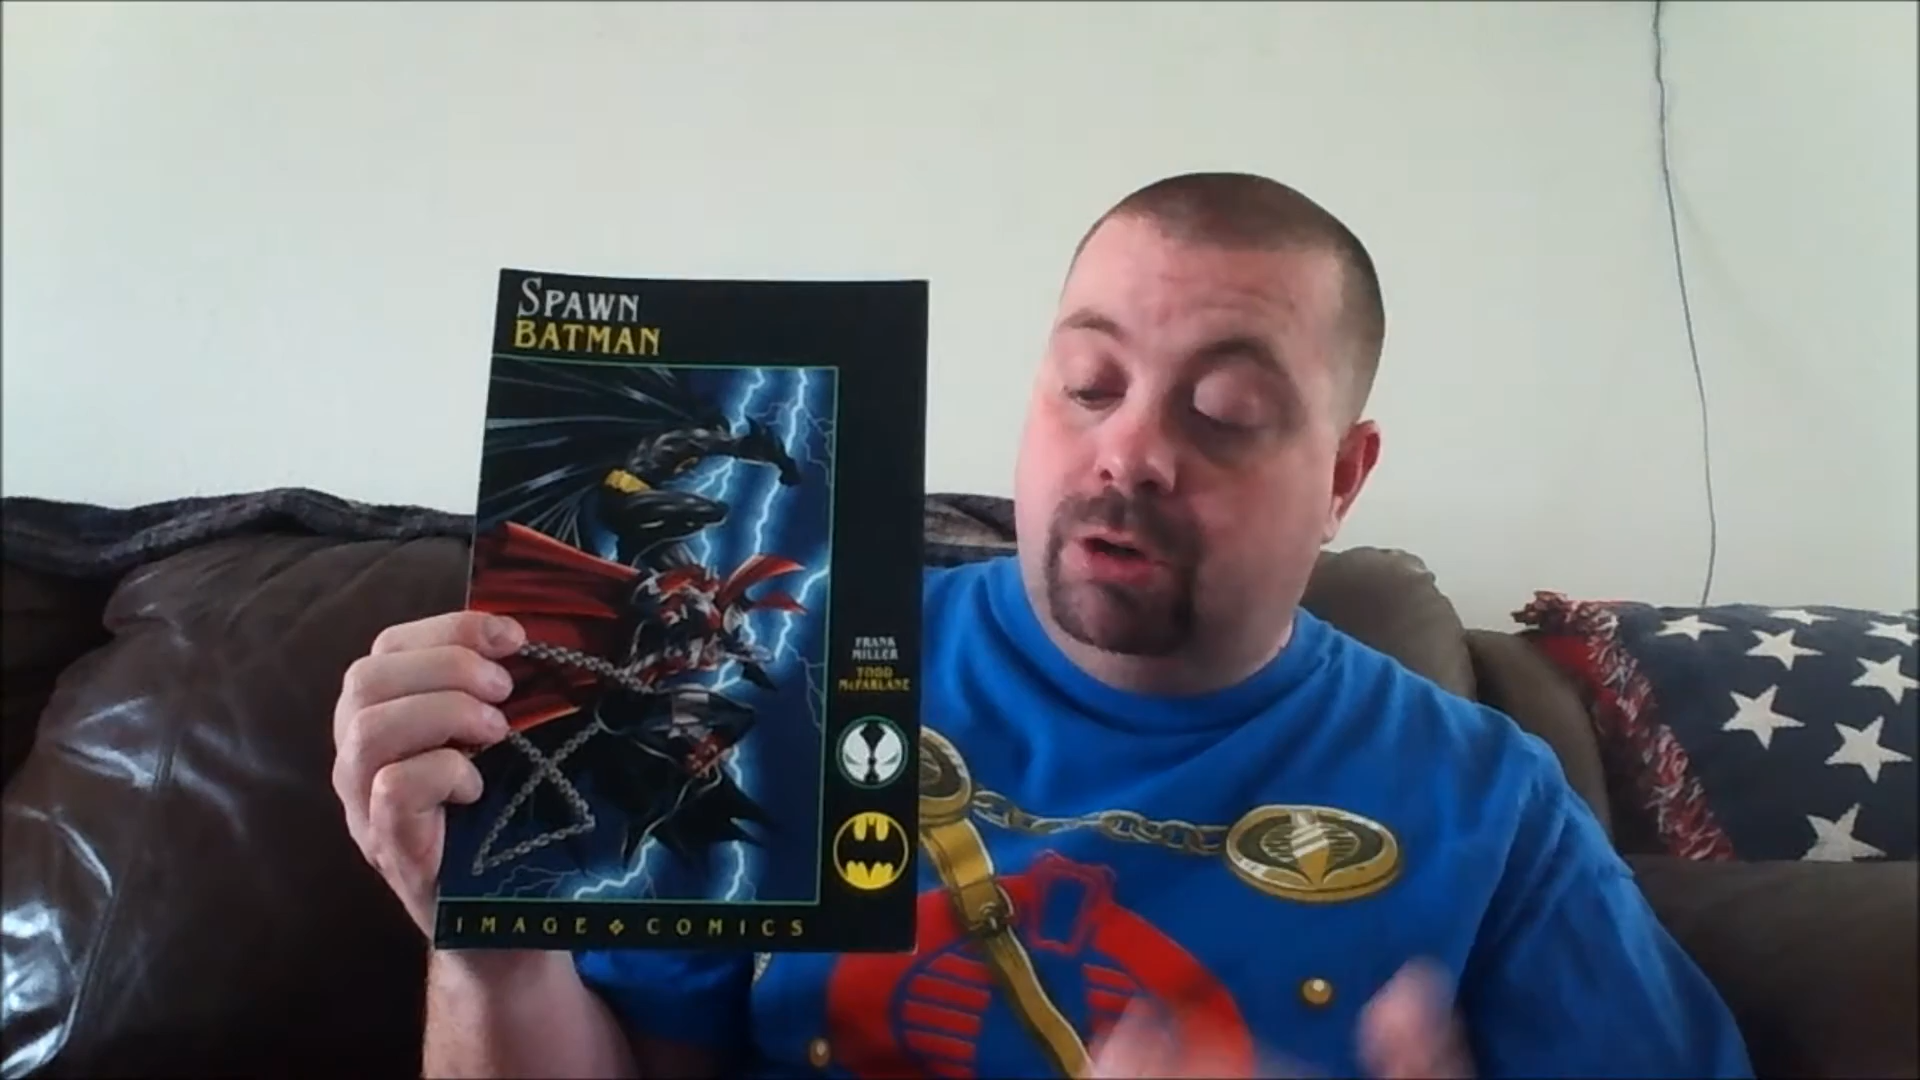 SPAWN
BATMAN
FRANK
MILLER
TODD
McFARLANE
IMAGE COMICS